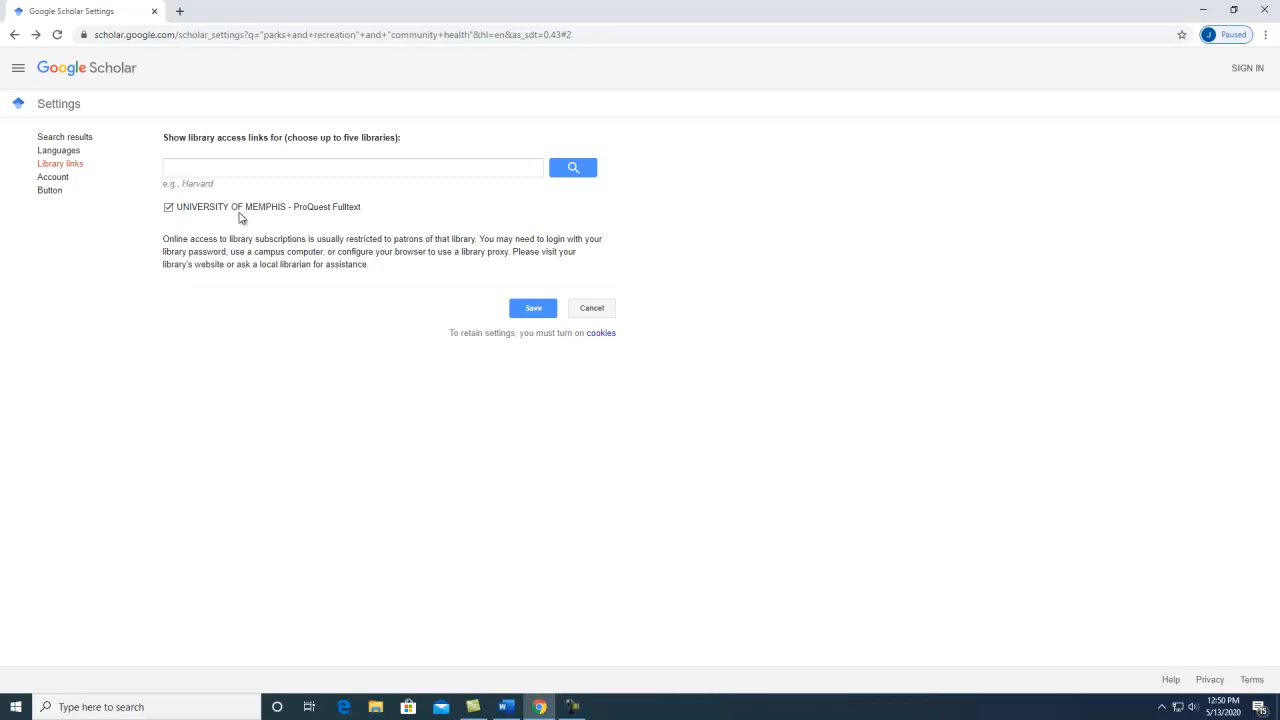 Google Scholar Settings
scholar.google.com/scholar_settings?q="parks+and+recreation"+and+"community+health"&hl=en&as_sdt=0,43#2
J Paused
Google Scholar
SIGN IN
Settings
Search results
Languages
Library links
Account
Button
Show library access links for (choose up to five libraries):
e.g., Harvard
UNIVERSITY OF MEMPHIS - ProQuest Fulltext
Online access to library subscriptions is usually restricted to patrons of that library. You may need to login with your
library password, use a campus computer, or configure your browser to use a library proxy. Please visit your
library's website or ask a local librarian for assistance.
Save Cancel
To retain settings, you must turn on cookies
Help Privacy Terms
Type here to search
12:50 PM
5/13/2020